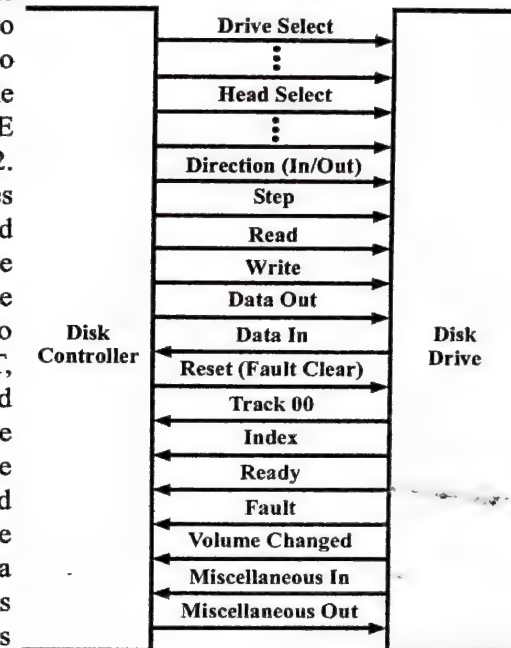 Drive Select
Head Select
Direction (In/Out)
Step
Read
Write
Data Out
Disk Controller
Data In
Disk Drive
Reset (Fault Clear)
Track 00
Index
Ready
Fault
Volume Changed
Miscellaneous In
Miscellaneous Out